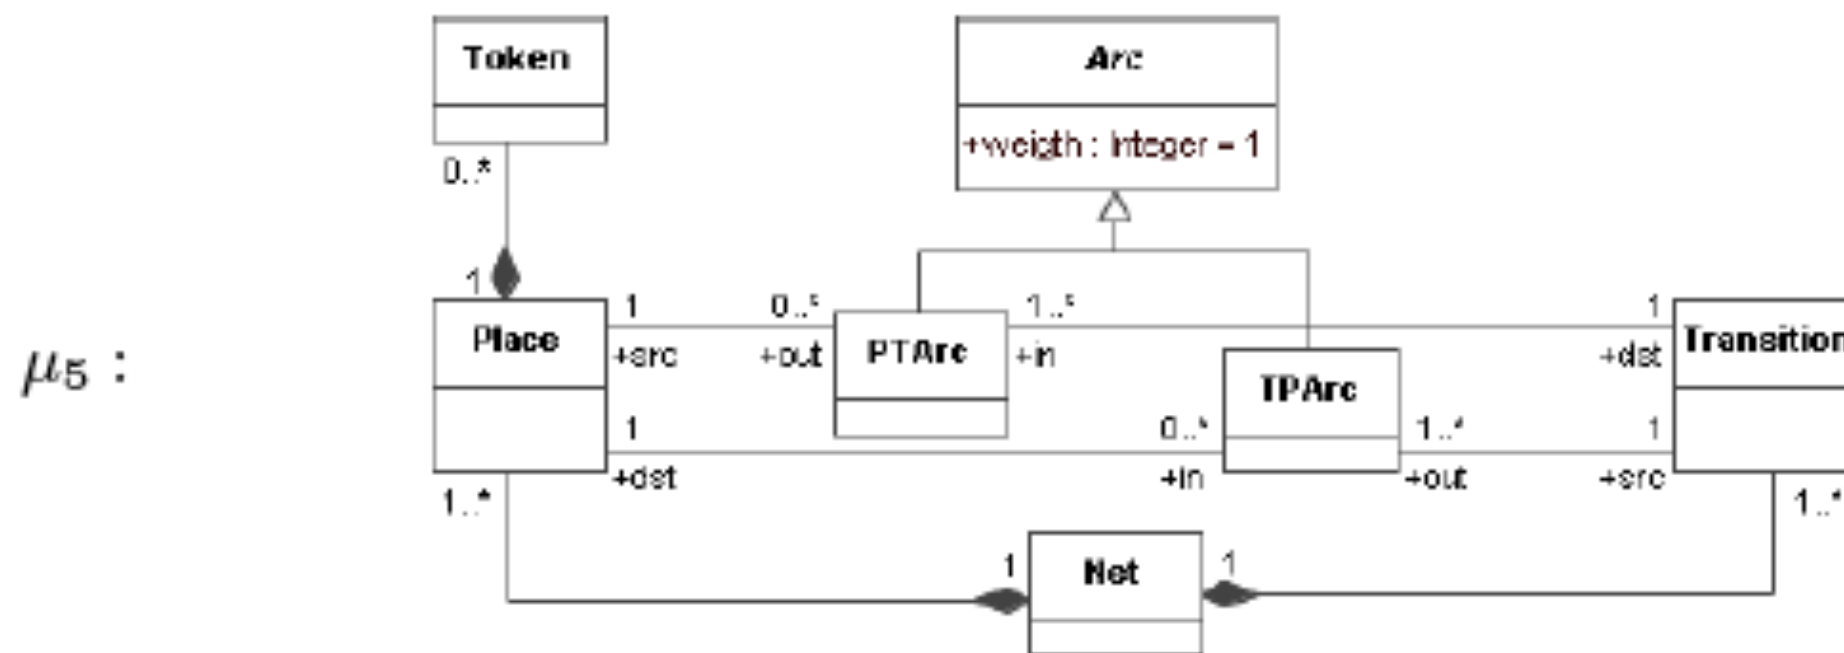 Token
Arc
+weigth : Integer = 1
0..*
1
1
0..*
1..*
1
Place
PTArc
Transition
+src
+out
+in
+dst
TPArc
μ5 :
1
0..*
1..*
1
+dst
+in
+out
+src
1..*
1..*
1
Net
1